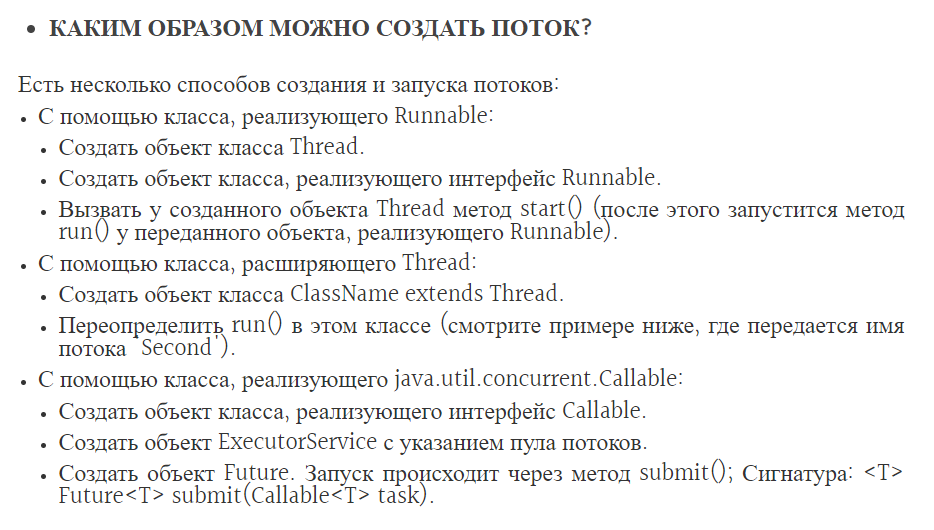 • КАКИМ ОБРАЗОМ МОЖНО СОЗДАТЬ ПОТОК?
Есть несколько способов создания и запуска потоков:
• С помощью класса, реализующего Runnable:
• Создать объект класса Thread.
• Создать объект класса, реализующего интерфейс Runnable.
• Вызвать у созданного объекта Thread метод start() (после этого запустится метод
run() у переданного объекта, реализующего Runnable).
• С помощью класса, расширяющего Thread:
• Создать объект класса ClassName extends Thread.
• Переопределить run() в этом классе (смотрите примере ниже, где передается имя
потока 'Second').
• С помощью класса, реализующего java.util.concurrent.Callable:
• Создать объект класса, реализующего интерфейс Callable.
• Создать объект ExecutorService с указанием пула потоков.
• Создать объект Future. Запуск происходит через метод submit(); Сигнатура: <T>
Future<T> submit(Callable<T> task).